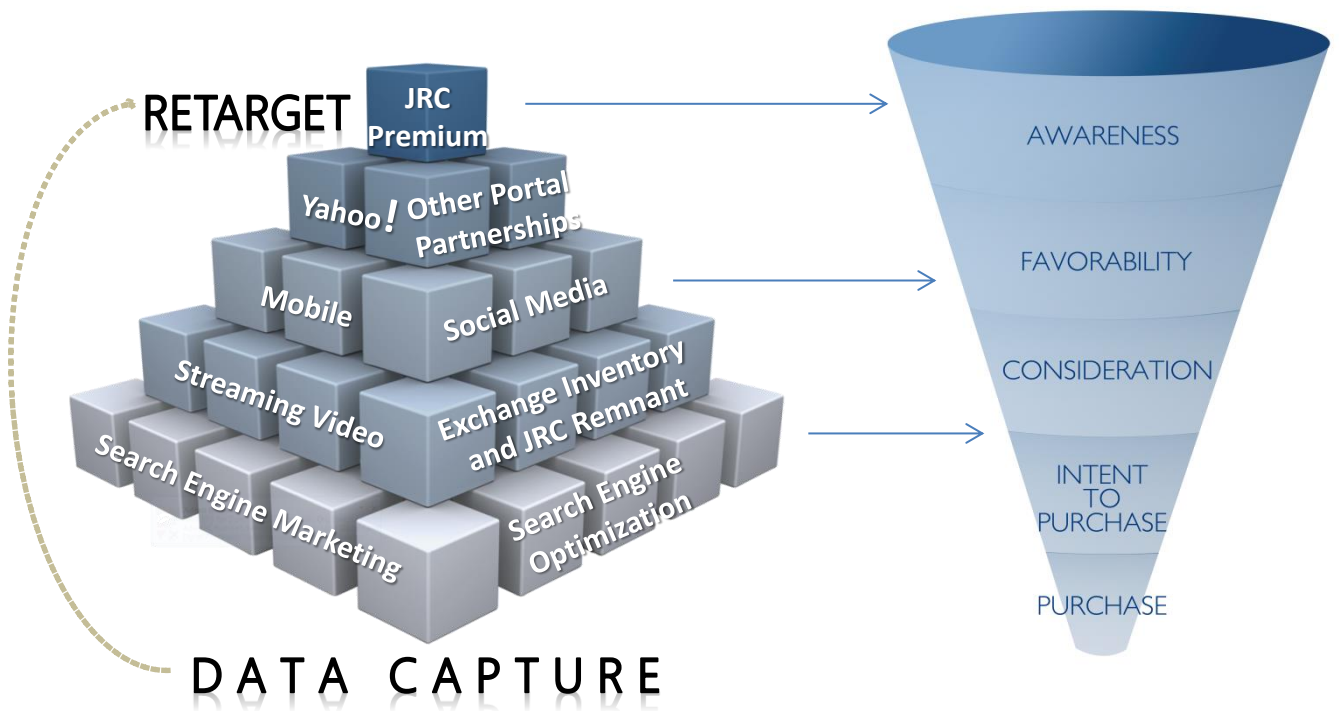 RETARGET
JRC
Premium
Yahoo!
Other Portal
Partnerships
Mobile
Social Media
Streaming Video
Exchange Inventory
and JRC Remnant
Search Engine Marketing
Search Engine
Optimization
DATA CAPTURE
AWARENESS
FAVORABILITY
CONSIDERATION
INTENT
TO
PURCHASE
PURCHASE